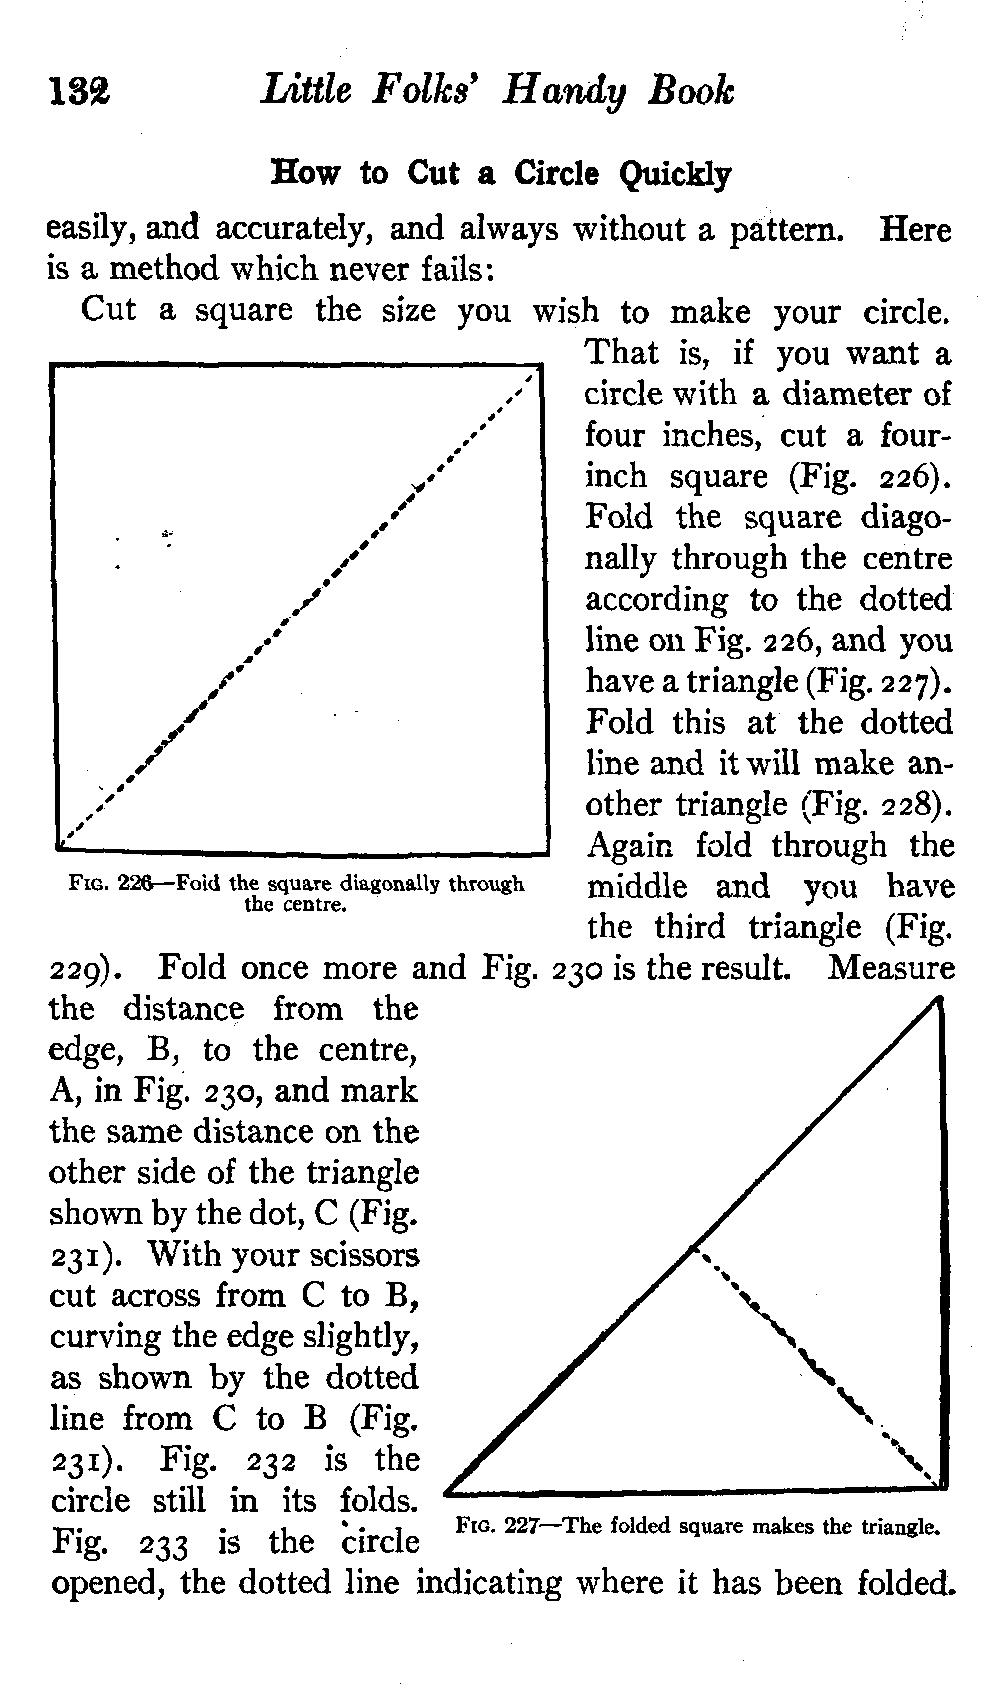 132 Little Folks' Handy Book
How to Cut a Circle Quickly
easily, and accurately, and always without a pattern. Here
is a method which never fails:
Cut a square the size you wish to make your circle.
That is, if you want a
circle with a diameter of
four inches, cut a four-
inch square (Fig. 226).
Fold the square diago-
nally through the centre
according to the dotted
line on Fig. 226, and you
have a triangle (Fig. 227).
Fold this at the dotted
line and it will make an-
other triangle (Fig. 228).
Again fold through the
middle and you have
the third triangle (Fig.
FIG. 226—Fold the square diagonally through
the centre.
229). Fold once more and Fig. 230 is the result. Measure
the distance from the
edge, B, to the centre,
A, in Fig. 230, and mark
the same distance on the
other side of the triangle
shown by the dot, C (Fig.
231). With your scissors
cut across from C to B,
curving the edge slightly,
as shown by the dotted
line from C to B (Fig.
231). Fig. 232 is the
circle still in its folds.
Fig. 233 is the circle
FIG. 227—The folded square makes the triangle.
opened, the dotted line indicating where it has been folded.